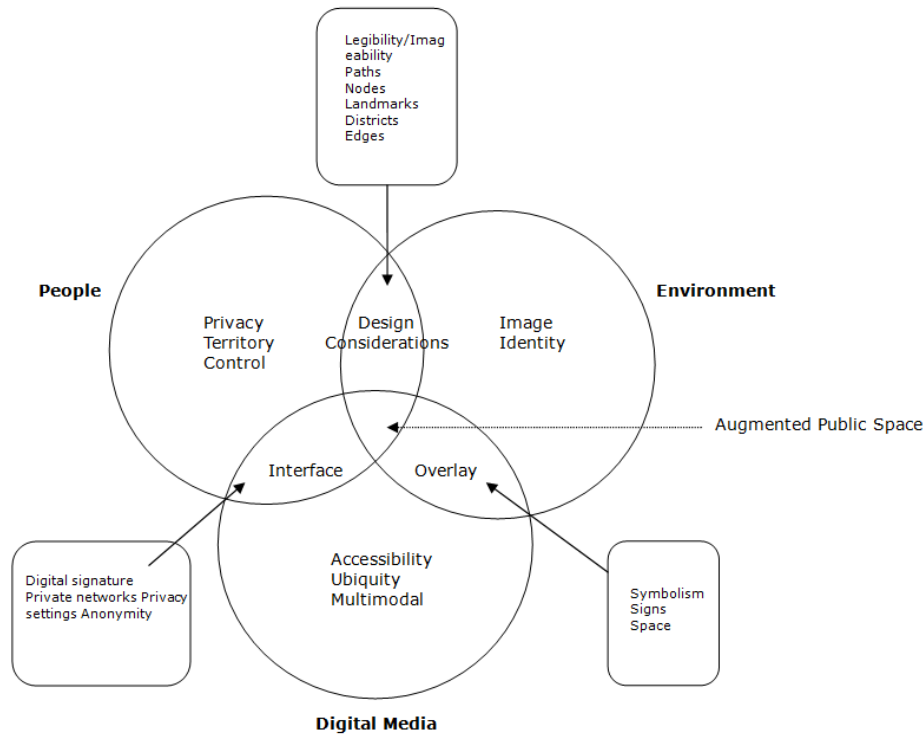 Legibility/Imag
eability
Paths
Nodes
Landmarks
Districts
Edges
People
Environment
Privacy
Territory
Control
Design
Considerations
Image
Identity
Augmented Public Space
Interface
Overlay
Accessibility
Ubiquity
Multimodal
Digital signature
Private networks Privacy
settings Anonymity
Symbolism
Signs
Space
Digital Media